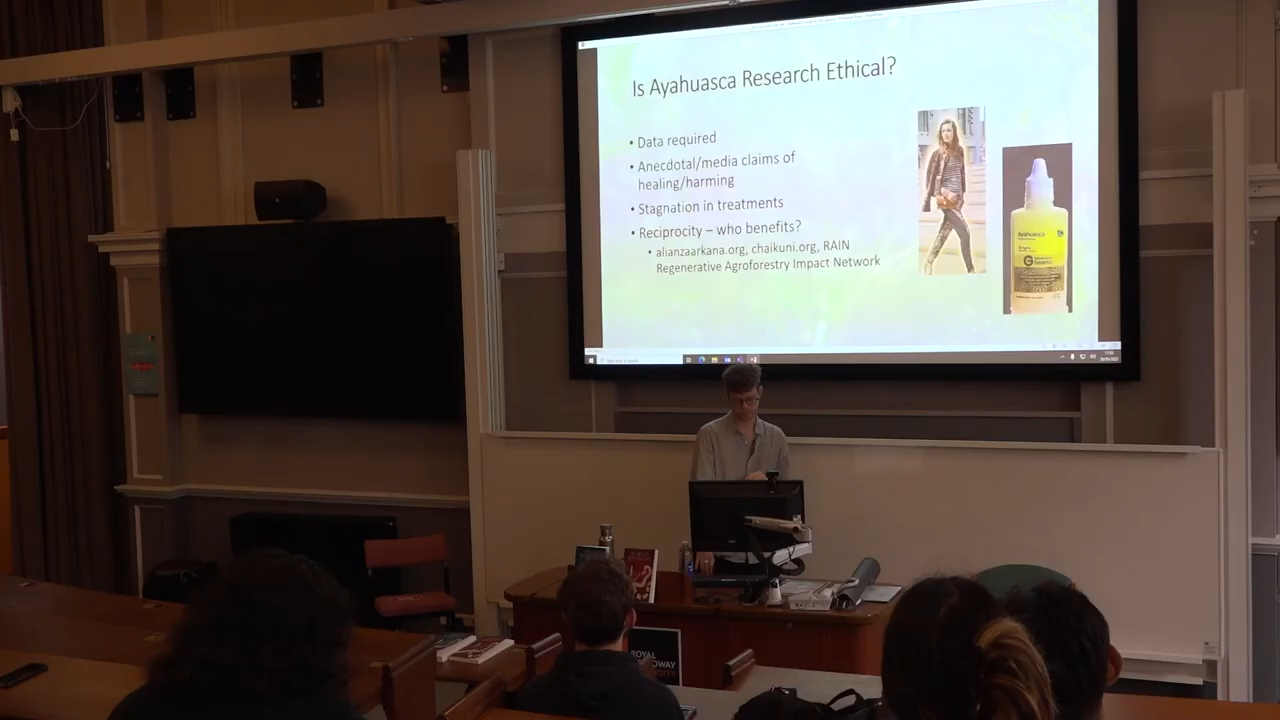 Is Ayahuasca Research Ethical?
• Data required
• Anecdotal/media claims of
healing/harming
• Stagnation in treatments
• Reciprocity – who benefits?
• alianzaarkana.org, chaikuni.org, RAIN
Regenerative Agroforestry Impact Network
Ayahuasca
ROYAL